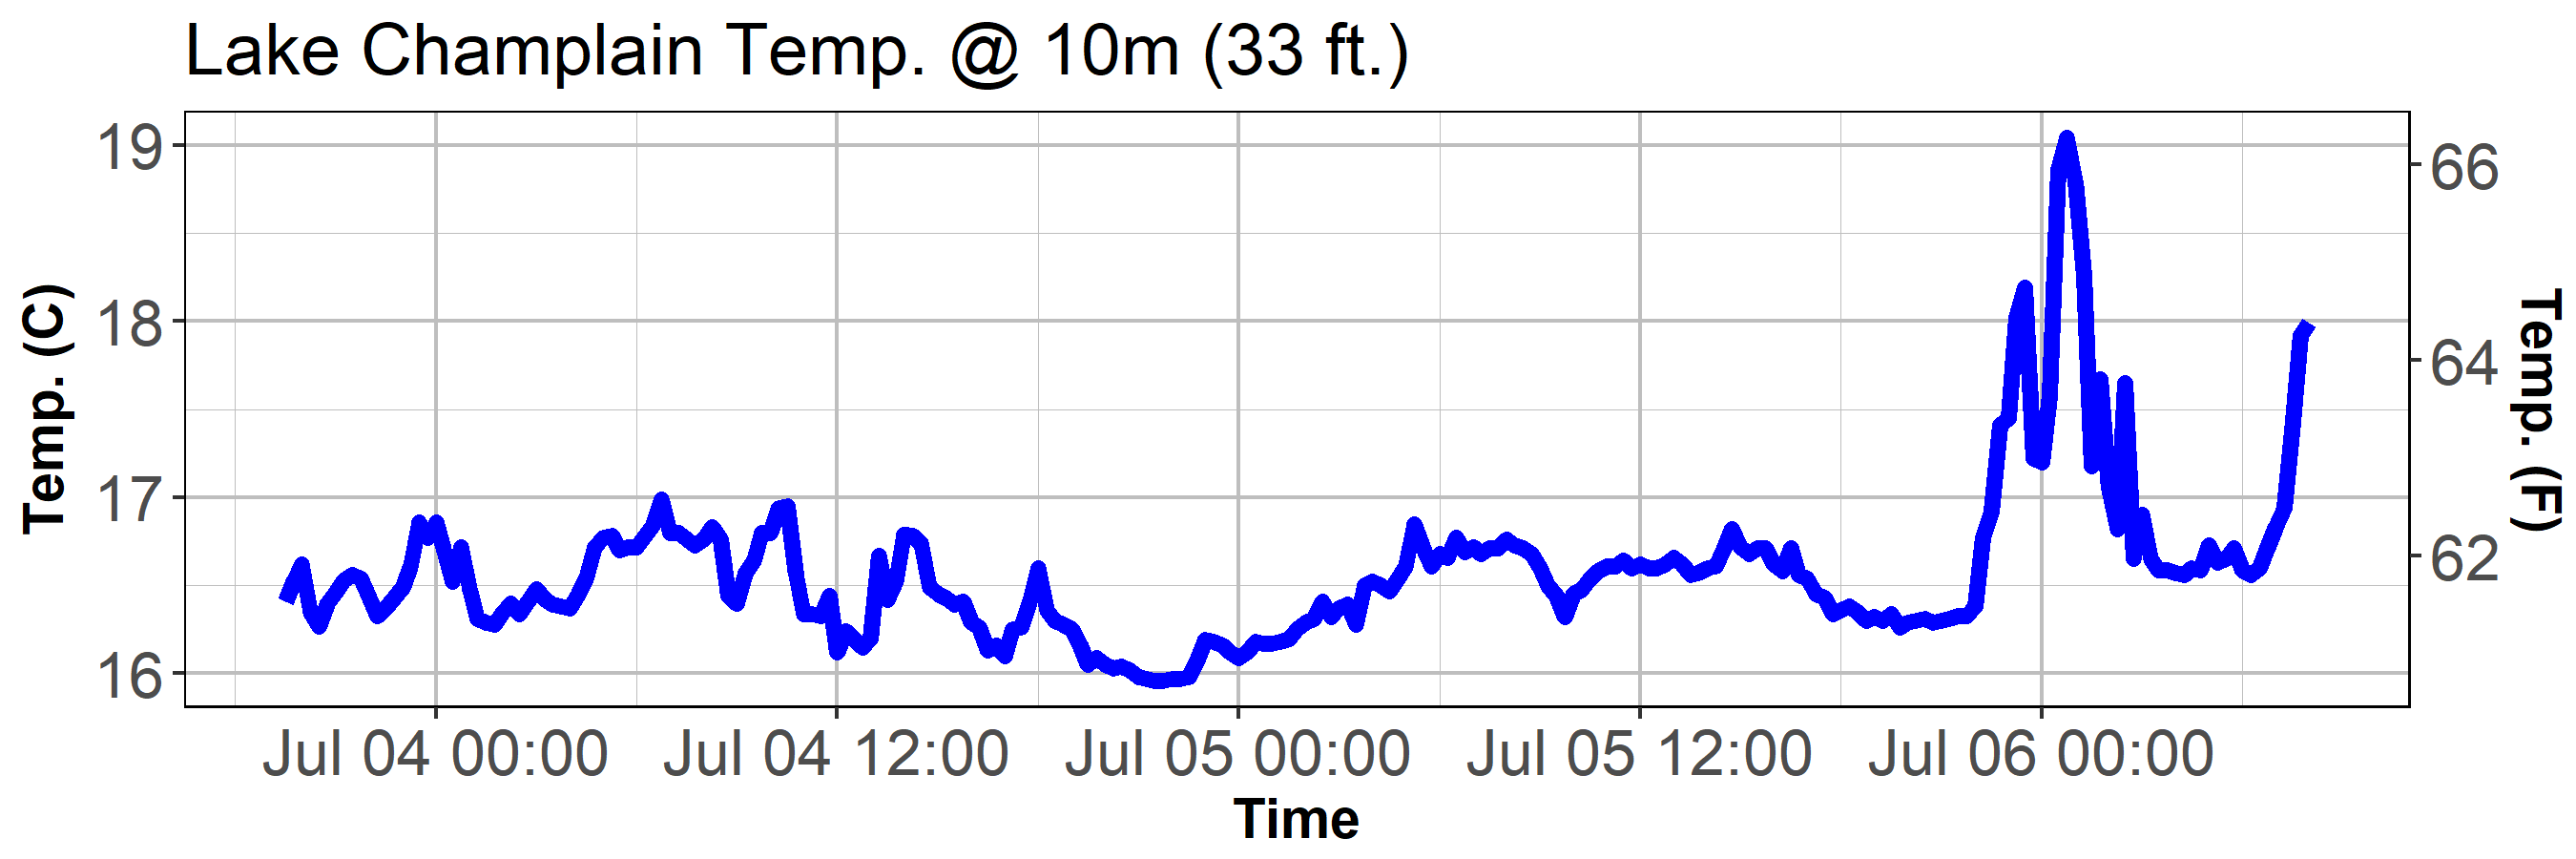 Lake Champlain Temp. @ 10m (33 ft.)
Temp. (C)
19
18
17
16
66
64
62
Temp. (F)
Jul 04 00:00
Jul 04 12:00
Jul 05 00:00
Jul 05 12:00
Jul 06 00:00
Time